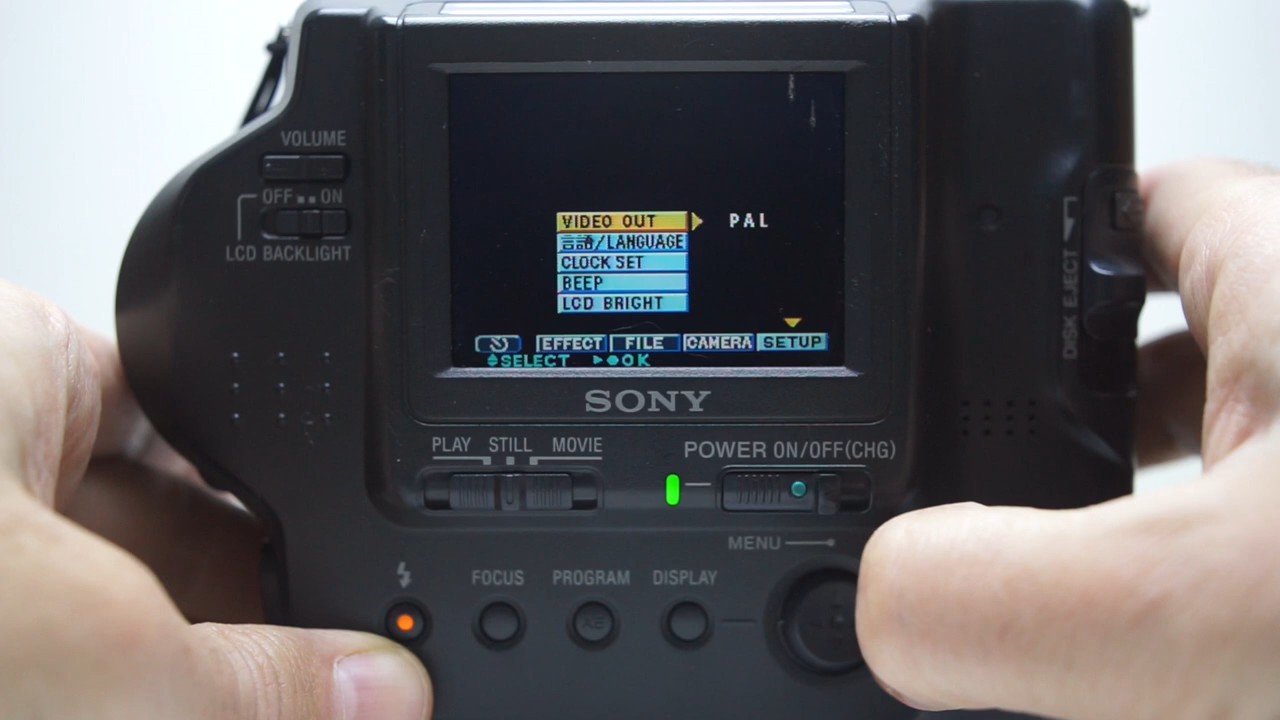 VOLUME
OFF ON
LCD BACKLIGHT
VIDEO OUT PAL
言語/LANGUAGE
CLOCK SET
BEEP
LCD BRIGHT
EFFECT FILE CAMERA SETUP
SELECT OK
DISK EJECT
SONY
PLAY STILL MOVIE
POWER ON/OFF(CHG)
MENU
FOCUS PROGRAM DISPLAY
AE